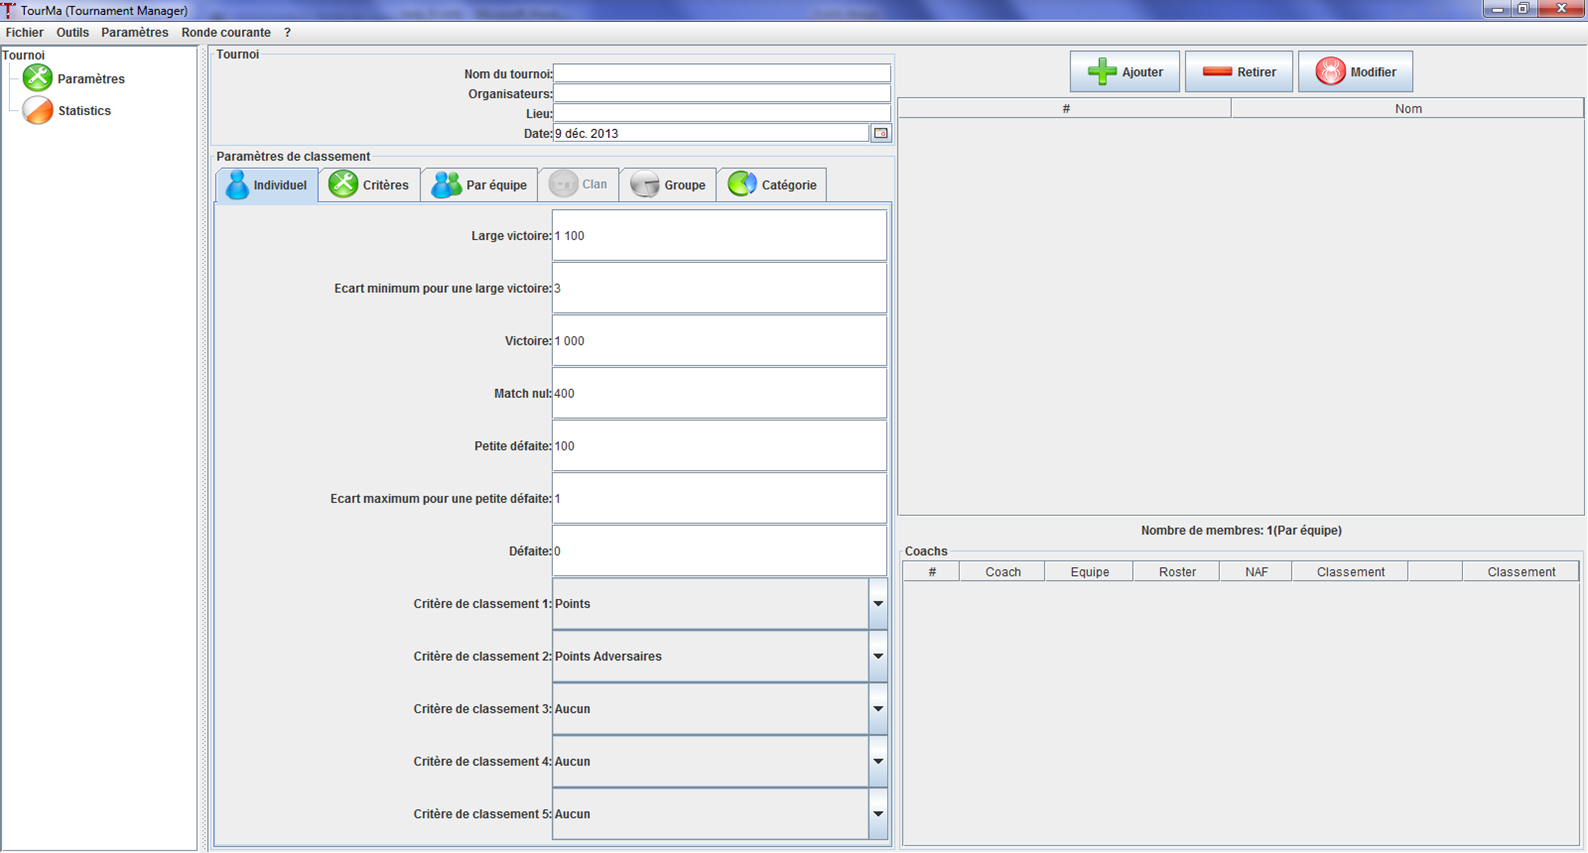 TourMa (Tournament Manager)
Fichier Outils Paramètres Ronde courante ?
Tournoi
Paramètres
Statistics
Tournoi
Nom du tournoi:
Organisateurs:
Lieu:
Date: 9 déc. 2013
Paramètres de classement
Individuel Critères Par équipe Clan Groupe Catégorie
Large victoire: 1 100
Ecart minimum pour une large victoire: 3
Victoire: 1 000
Match nul: 400
Petite défaite: 100
Ecart maximum pour une petite défaite: 1
Défaite: 0
Critère de classement 1: Points
Critère de classement 2: Points Adversaires
Critère de classement 3: Aucun
Critère de classement 4: Aucun
Critère de classement 5: Aucun
Ajouter Retirer Modifier
# Nom
Nombre de membres: 1(Par équipe)
Coachs
# Coach Equipe Roster NAF Classement Classement